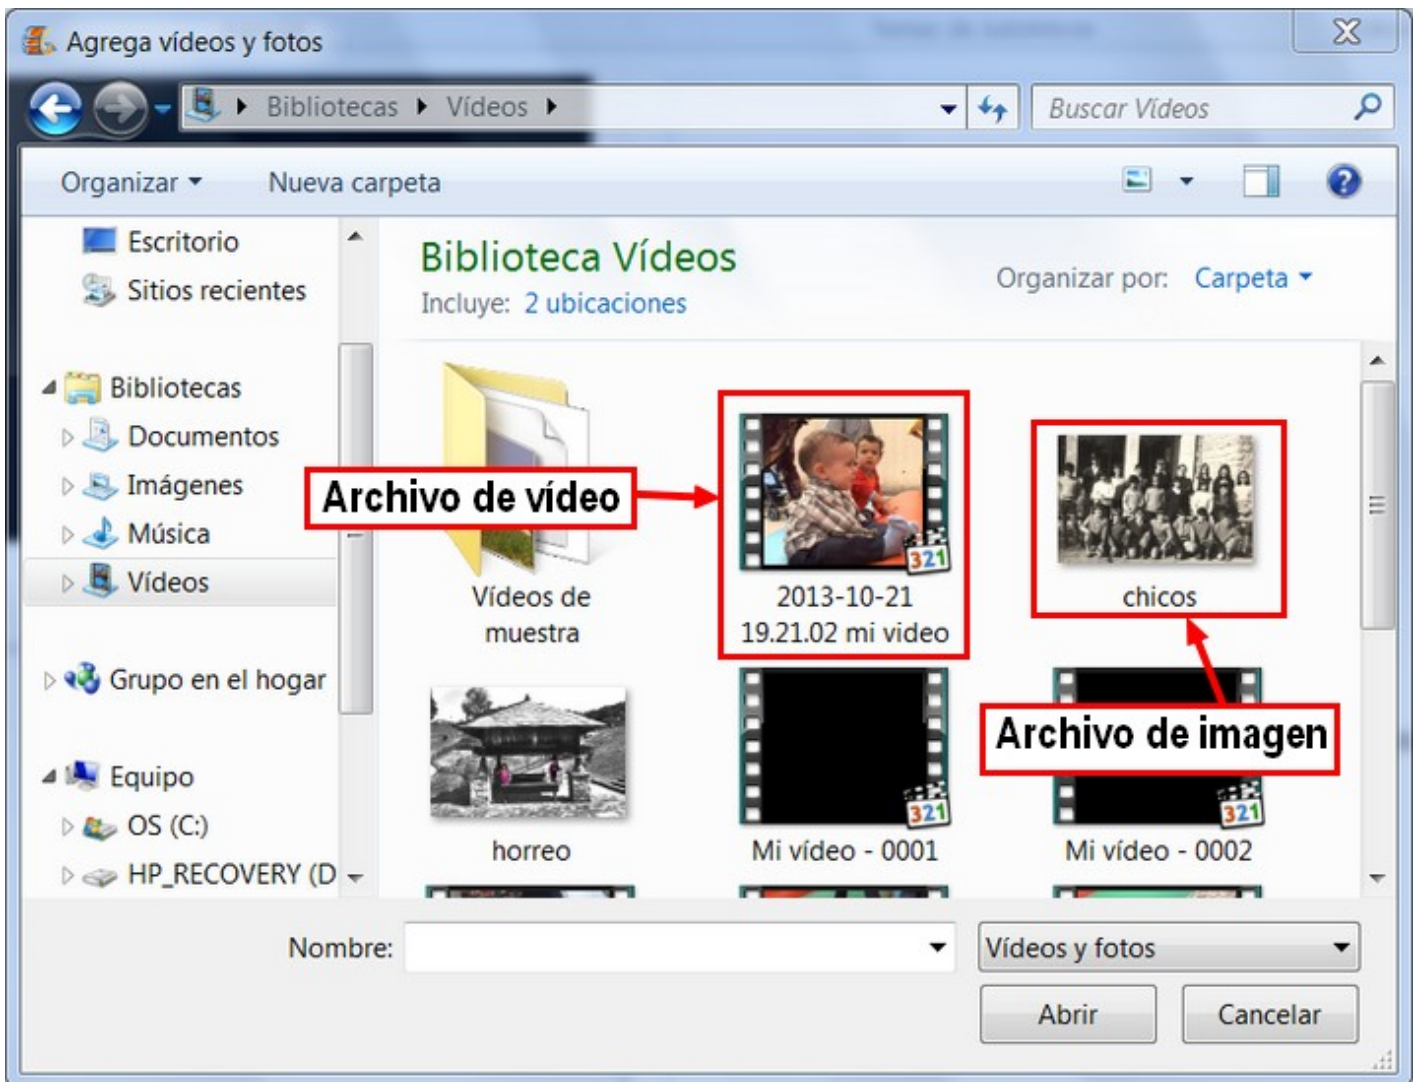 Agrega vídeos y fotos
Bibliotecas Vídeos
Buscar Vídeos
Organizar
Nueva carpeta
Escritorio
Sitios recientes
Bibliotecas
Documentos
Imágenes
Música
Vídeos
Grupo en el hogar
Equipo
OS (C:)
HP_RECOVERY (D
Biblioteca Vídeos
Incluye: 2 ubicaciones
Organizar por: Carpeta
Archivo de vídeo
321
Vídeos de
muestra
2013-10-21
19.21.02 mi video
chicos
Archivo de imagen
321
321
horreo
Mi vídeo - 0001
Mi vídeo - 0002
Nombre:
Vídeos y fotos
Abrir
Cancelar